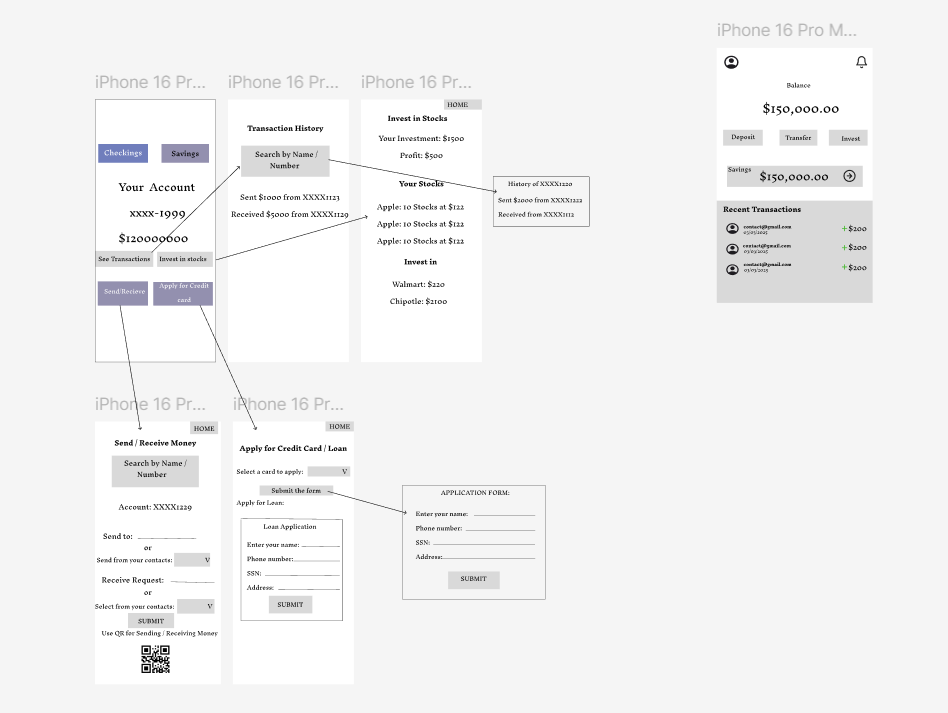 iPhone 16 Pr...
iPhone 16 Pr...
iPhone 16 Pr...
iPhone 16 Pro M...
Checkings
Savings
Your Account
xxxx-1999
$120000000
See Transactions
Invest in stocks
Send/Recieve
Apply for Credit
card
Transaction History
Search by Name /
Number
Sent $1000 from XXXX1229
Received $5000 from XXXX1129
HOME
Invest in Stocks
Your Investment: $1500
Profit: $500
Your Stocks
Apple: 10 Stocks at $122
Apple: 10 Stocks at $122
Apple: 10 Stocks at $122
Invest in
Walmart: $220
Chipotle: $2100
History of XXXX1220
Sent $2000 from XXXX1222
Received from XXXX1112
Balance
$150,000.00
Deposit
Transfer
Invest
Savings
$150,000.00
Recent Transactions
contact@gmail.com
+$200
03/03/2025
contact@gmail.com
+$200
03/03/2025
contact@gmail.com
+$200
03/03/2025
iPhone 16 Pr...
iPhone 16 Pr...
HOME
Send / Receive Money
Search by Name /
Number
Account: XXXX1229
Send to:
or
Send from your contacts:
V
Receive Request:
or
Select from your contacts:
V
SUBMIT
Use QR for Sending / Receiving Money
HOME
Apply for Credit Card / Loan
Select a card to apply:
V
Submit the form
Apply for Loan:
Loan Application
Enter your name:
Phone number:
SSN:
Address:
SUBMIT
APPLICATION FORM:
Enter your name:
Phone number:
SSN:
Address:
SUBMIT